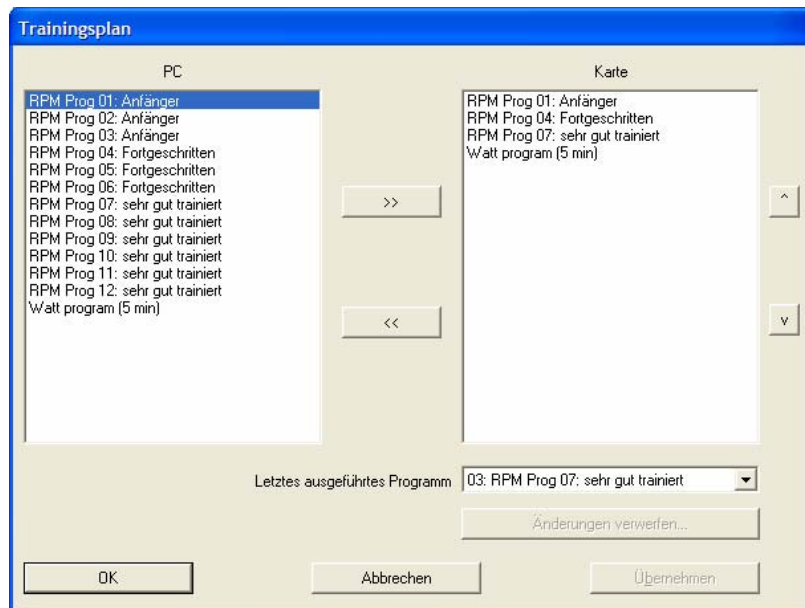 Trainingsplan
PC
RPM Prog 01: Anfänger
RPM Prog 02: Anfänger
RPM Prog 03: Anfänger
RPM Prog 04: Fortgeschritten
RPM Prog 05: Fortgeschritten
RPM Prog 06: Fortgeschritten
RPM Prog 07: sehr gut trainiert
RPM Prog 08: sehr gut trainiert
RPM Prog 09: sehr gut trainiert
RPM Prog 10: sehr gut trainiert
RPM Prog 11: sehr gut trainiert
RPM Prog 12: sehr gut trainiert
Watt program (5 min)
>>
<<
Karte
RPM Prog 01: Anfänger
RPM Prog 04: Fortgeschritten
RPM Prog 07: sehr gut trainiert
Watt program (5 min)
^
v
Letztes ausgeführtes Programm
03: RPM Prog 07: sehr gut trainiert
Änderungen verwerfen...
OK
Abbrechen
Übernehmen